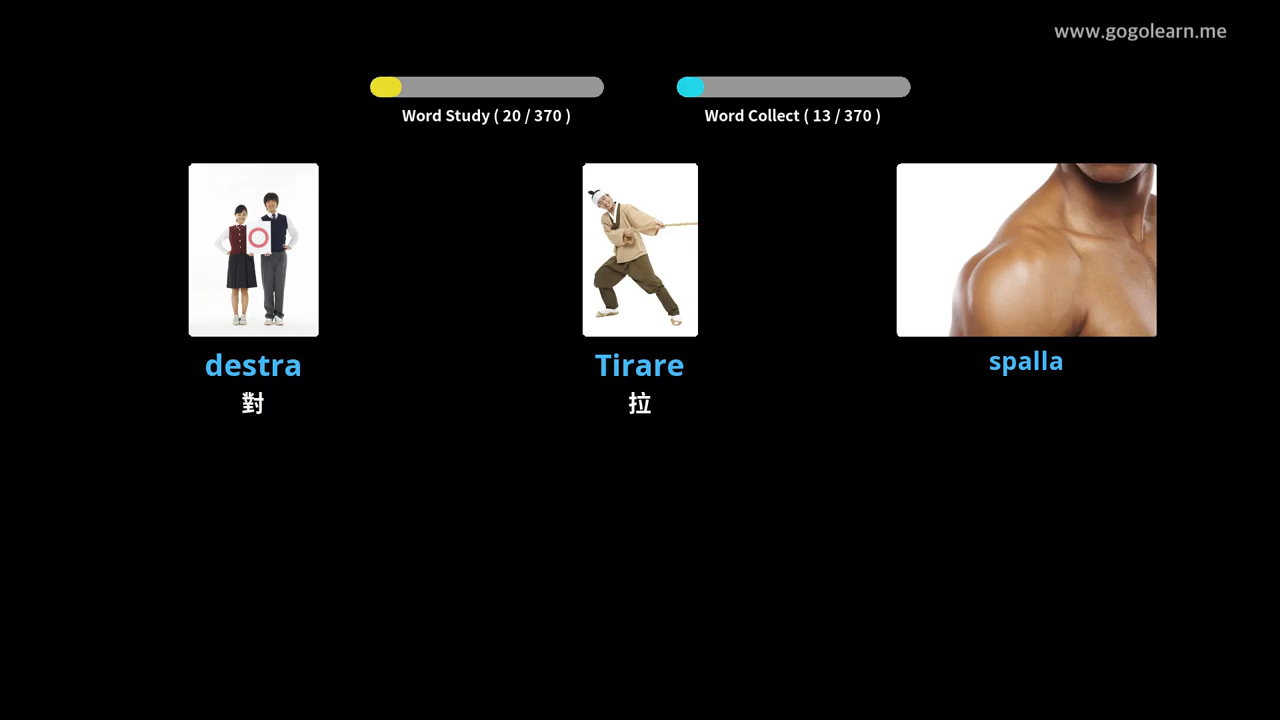 www.gogolearn.me
Word Study ( 20 / 370 )
Word Collect ( 13 / 370 )
destra
對
Tirare
拉
spalla